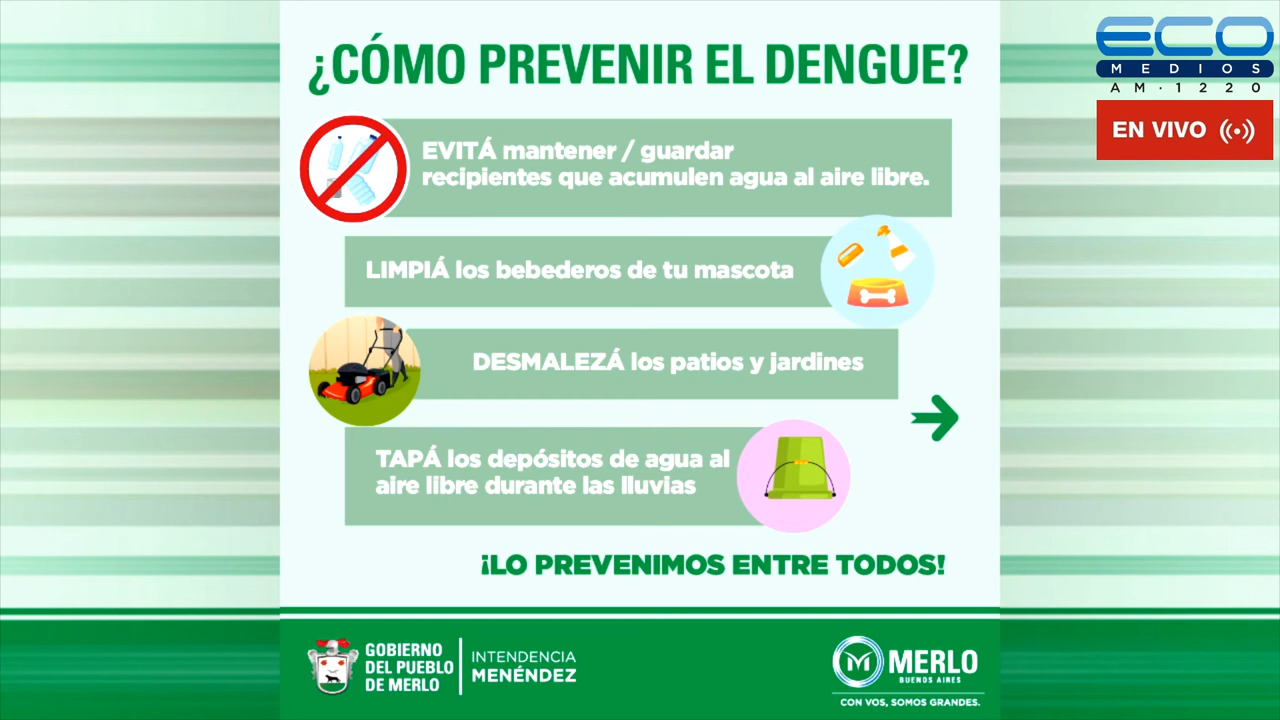 ¿CÓMO PREVENIR EL DENGUE?
ECO
MEDIOS
AM·1220
EN VIVO
EVITÁ mantener / guardar
recipientes que acumulen agua al aire libre.
LIMPIÁ los bebederos de tu mascota
DESMALEZÁ los patios y jardines
TAPÁ los depósitos de agua al
aire libre durante las lluvias
¡LO PREVENIMOS ENTRE TODOS!
GOBIERNO
DEL PUEBLO
DE MERLO
INTENDENCIA
MENÉNDEZ
M MERLO
BUENOS AIRES
CON VOS, SOMOS GRANDES.